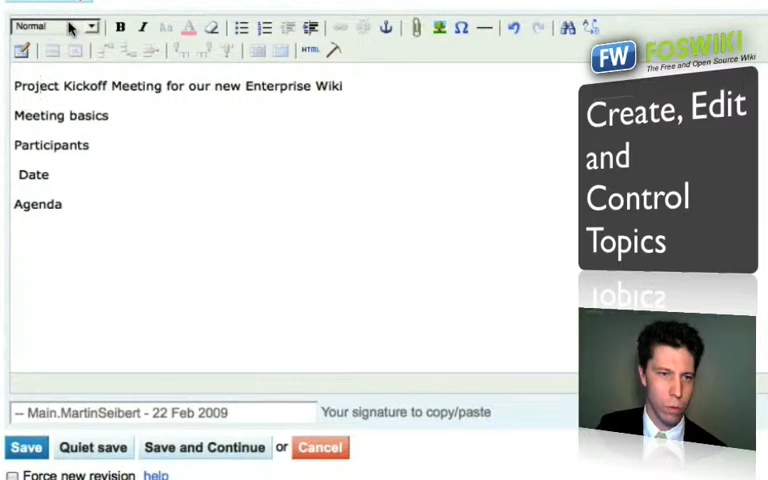 Normal
B I
HTML
Project Kickoff Meeting for our new Enterprise Wiki
Meeting basics
Participants
Date
Agenda
-- Main.MartinSeibert - 22 Feb 2009
Your signature to copy/paste
Save
Quiet save
Save and Continue
or
Cancel
Force new revision
help
FW
FOSWIKI
The Free and Open Source Wiki
Create, Edit
and
Control
Topics
Topics